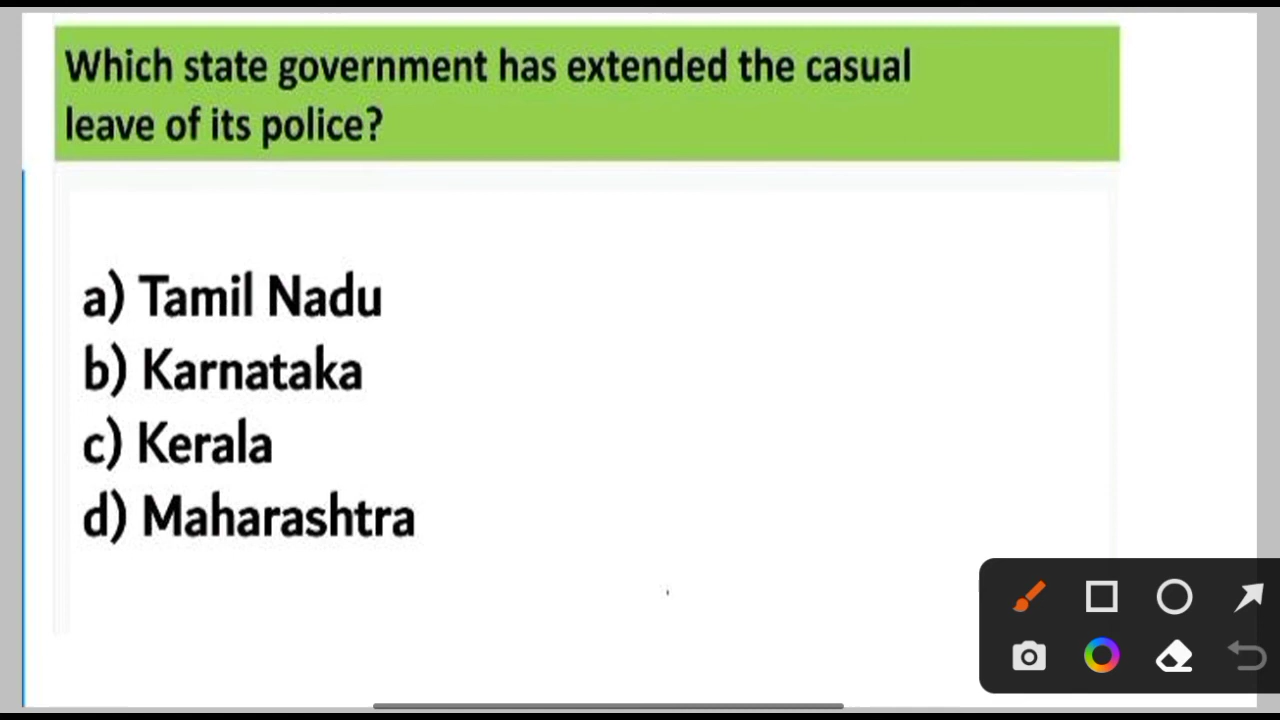 Which state government has extended the casual
leave of its police?
a) Tamil Nadu
b) Karnataka
c) Kerala
d) Maharashtra